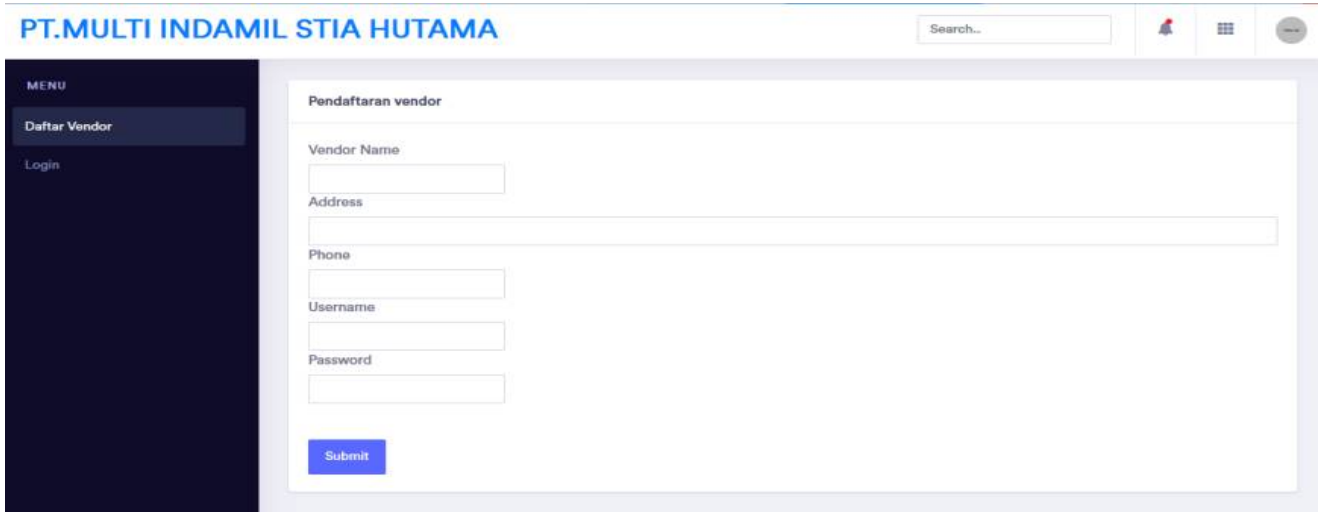 PT.MULTI INDAMIL STIA HUTAMA
Search...
MENU
Daftar Vendor
Login
Pendaftaran vendor
Vendor Name
Address
Phone
Username
Password
Submit